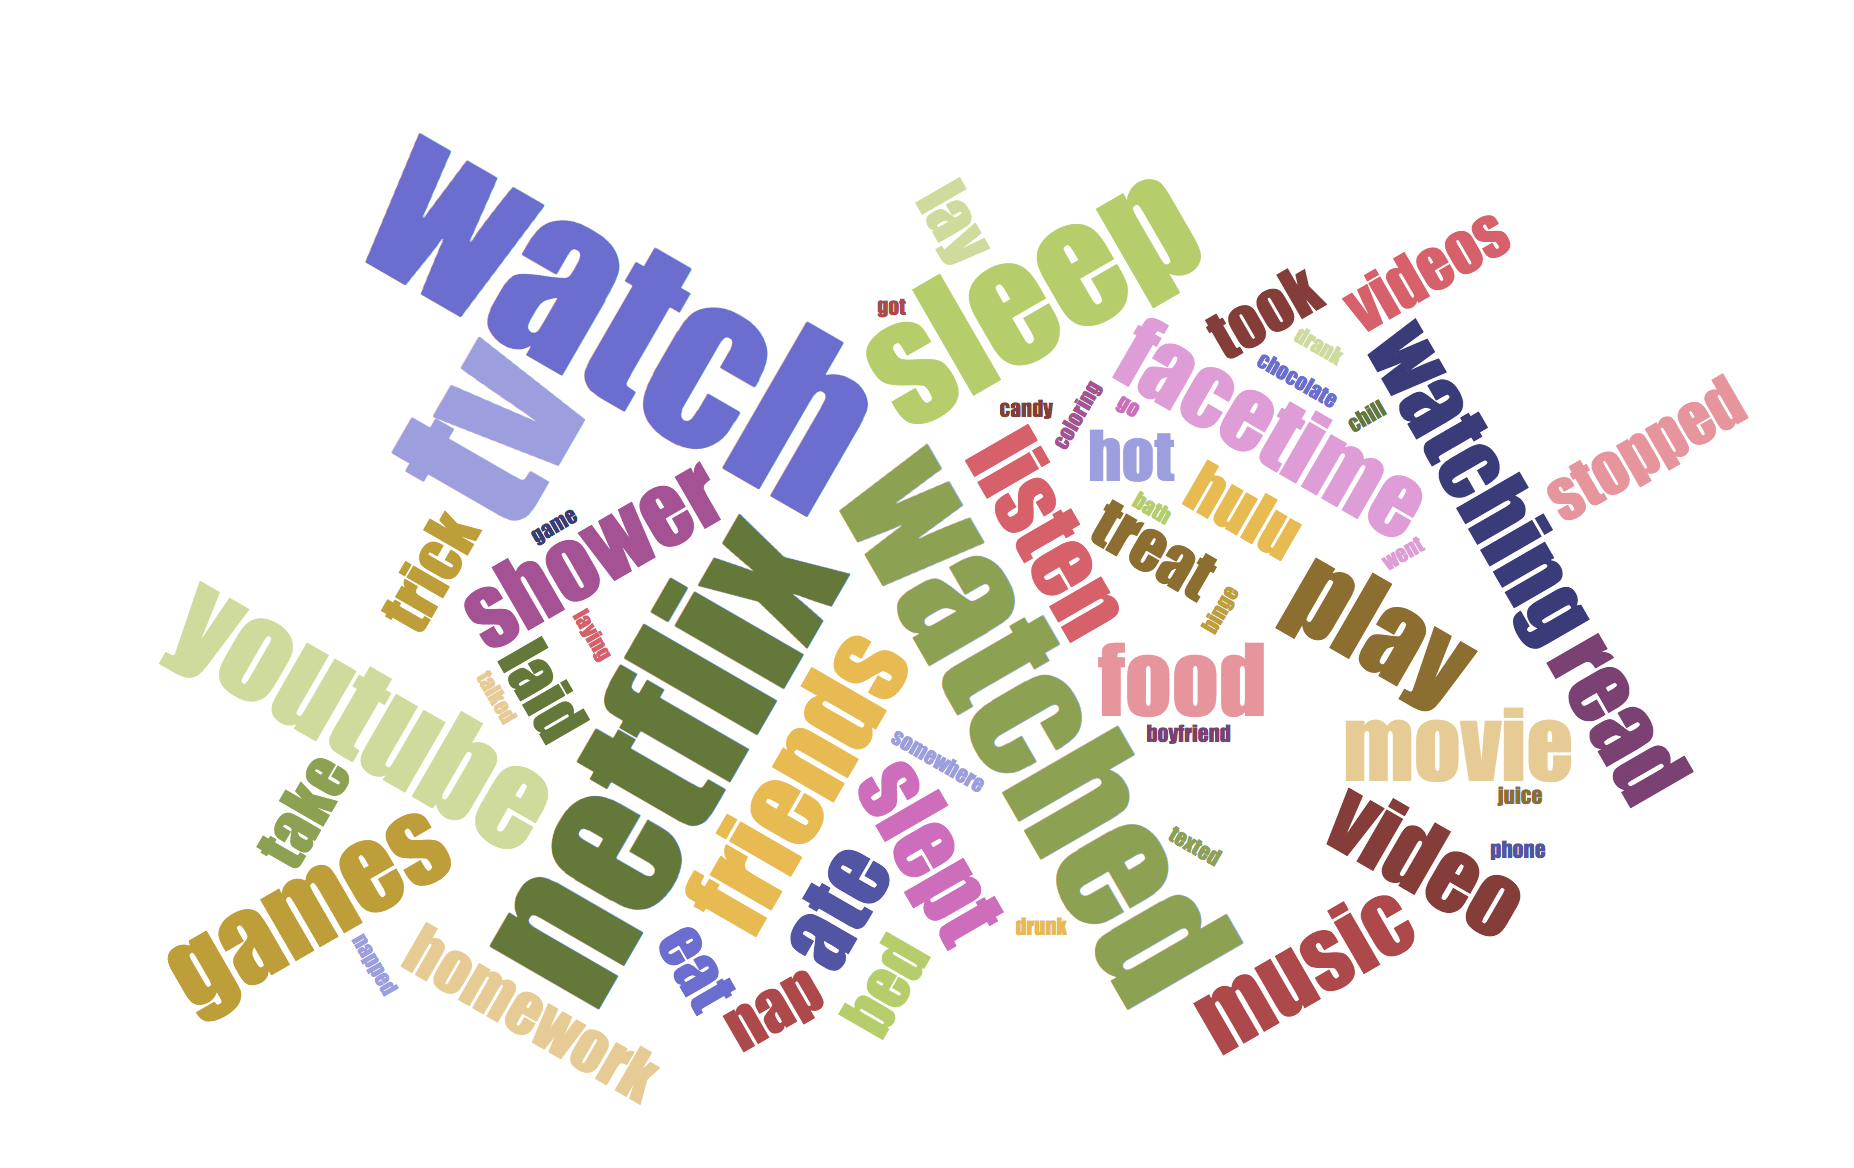 watch
lay
sleep
videos
took
got
facetime
drank
chocolate
watching
tv
candy
coloring
go
chill
stopped
hot
listen
hulu
shower
trick
game
watched
bath
treat
went
netflix
binge
play
youtube
laying
laid
talked
friends
food
read
boyfriend
movie
somewhere
take
slept
juice
video
games
texted
phone
ate
music
homework
napped
eat
drunk
nap
bed